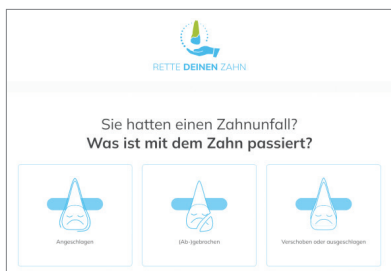 RETTE DEINEN ZAHN
Sie hatten einen Zahnunfall?
Was ist mit dem Zahn passiert?
Angeschlagen
(Ab-)gebrochen
Verschoben oder ausgeschlagen